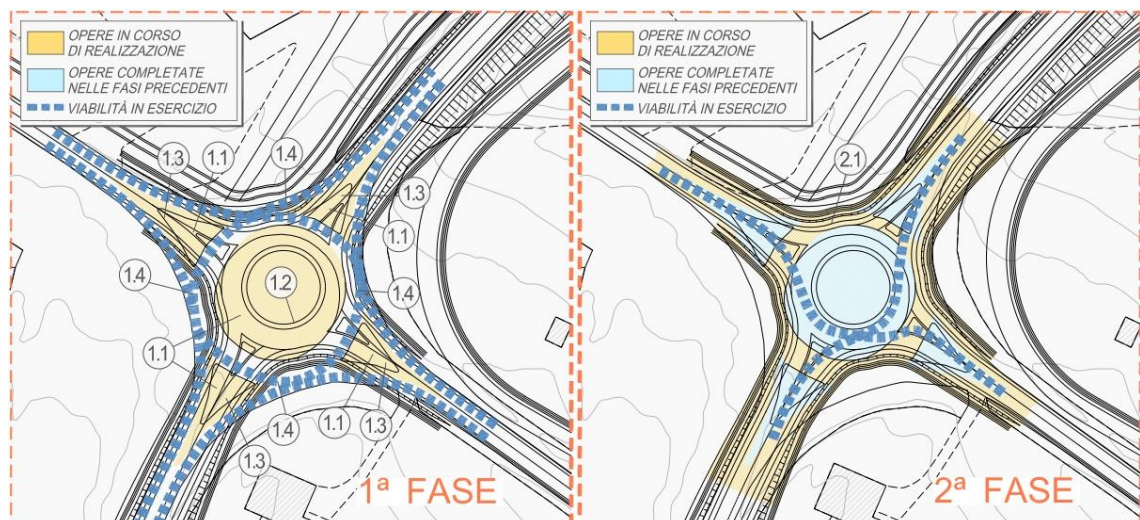 OPERE IN CORSO
DI REALIZZAZIONE
OPERE COMPLETATE
NELLE FASI PRECEDENTI
VIABILITÀ IN ESERCIZIO
1.3
1.1
1.4
1.3
1.1
1.2
1.4
1.4
1.1
1.4
1.1
1.3
1.3
1ª FASE
OPERE IN CORSO
DI REALIZZAZIONE
OPERE COMPLETATE
NELLE FASI PRECEDENTI
VIABILITÀ IN ESERCIZIO
2.1
2ª FASE